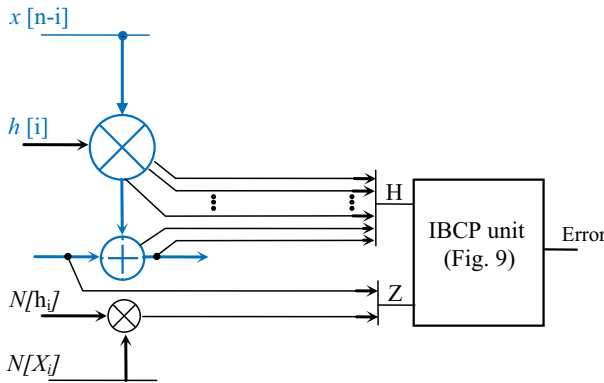 x [n-i]
h [i]
H
IBCP unit
(Fig. 9)
Error
Z
N[hᵢ]
N[Xᵢ]